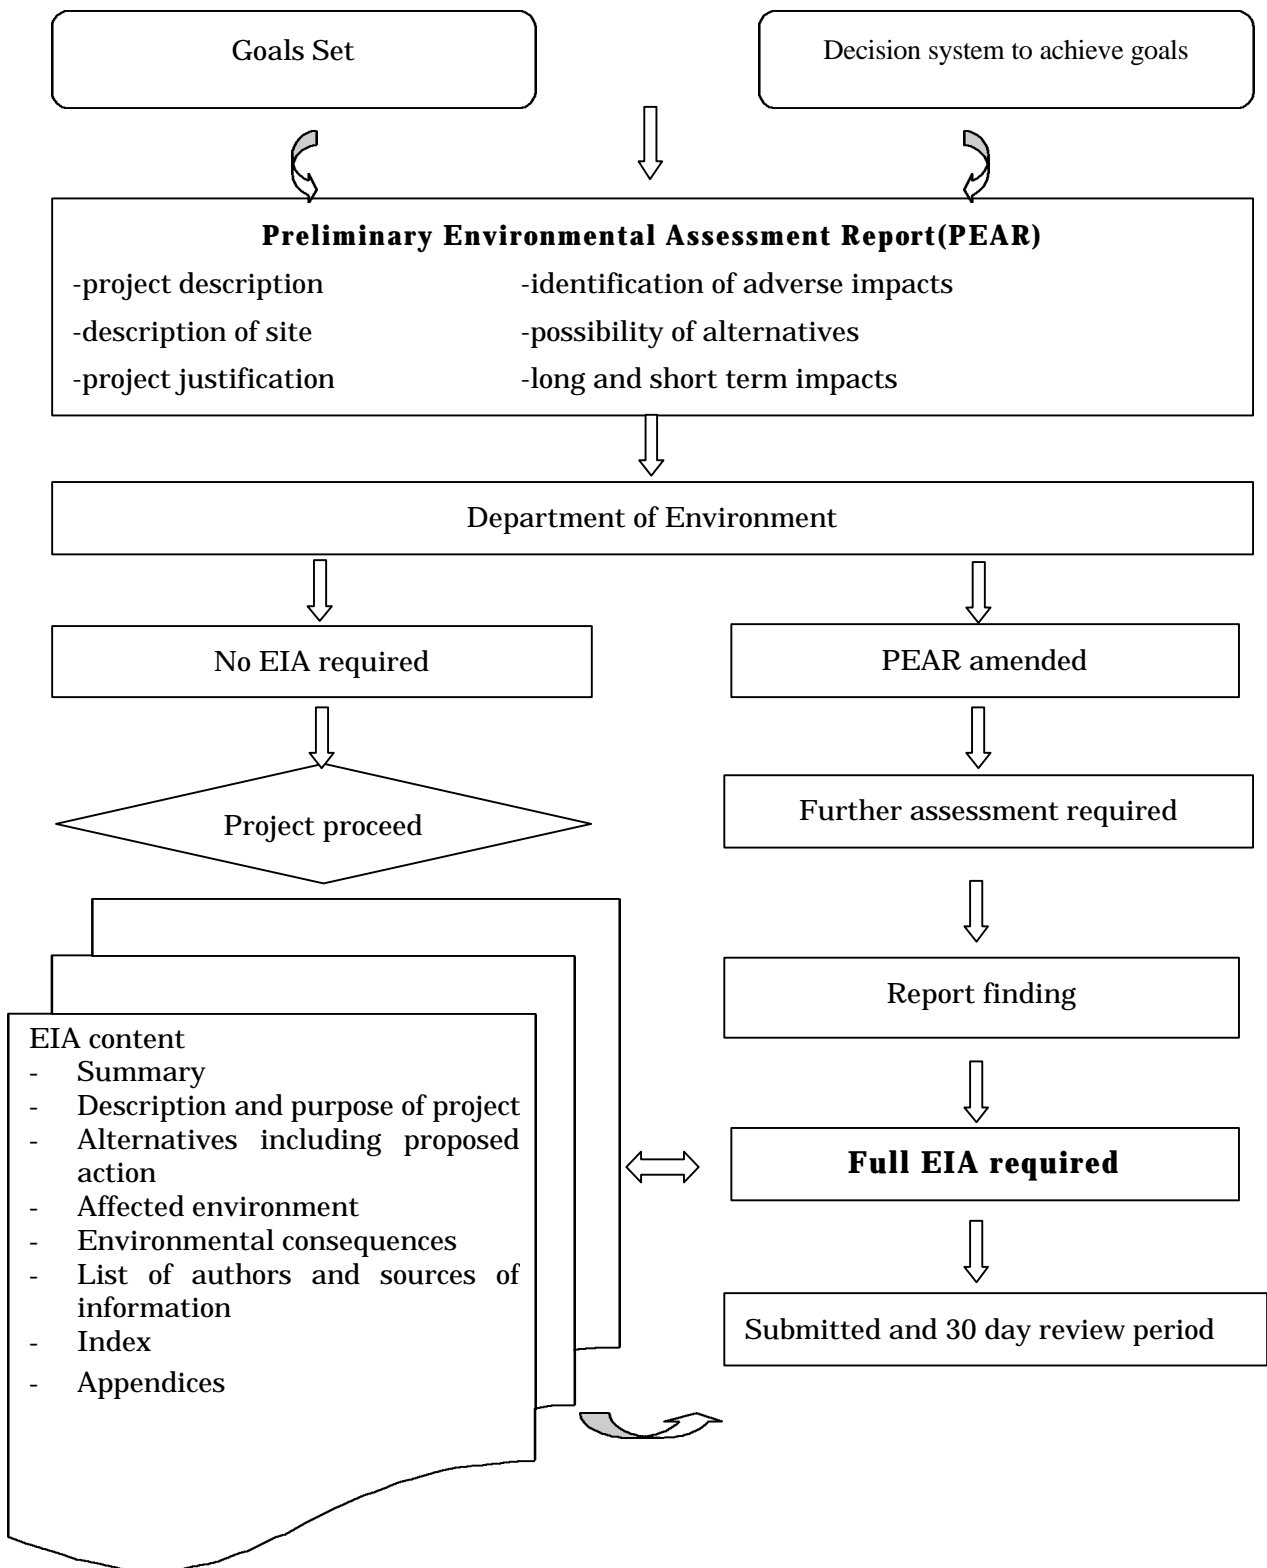 Goals Set
Decision system to achieve goals
Preliminary Environmental Assessment Report(PEAR)
-project description
-identification of adverse impacts
-description of site
-possibility of alternatives
-project justification
-long and short term impacts
Department of Environment
No EIA required
PEAR amended
Project proceed
Further assessment required
Report finding
Full EIA required
Submitted and 30 day review period
EIA content
- Summary
- Description and purpose of project
- Alternatives including proposed
action
- Affected environment
- Environmental consequences
- List of authors and sources of
information
- Index
- Appendices